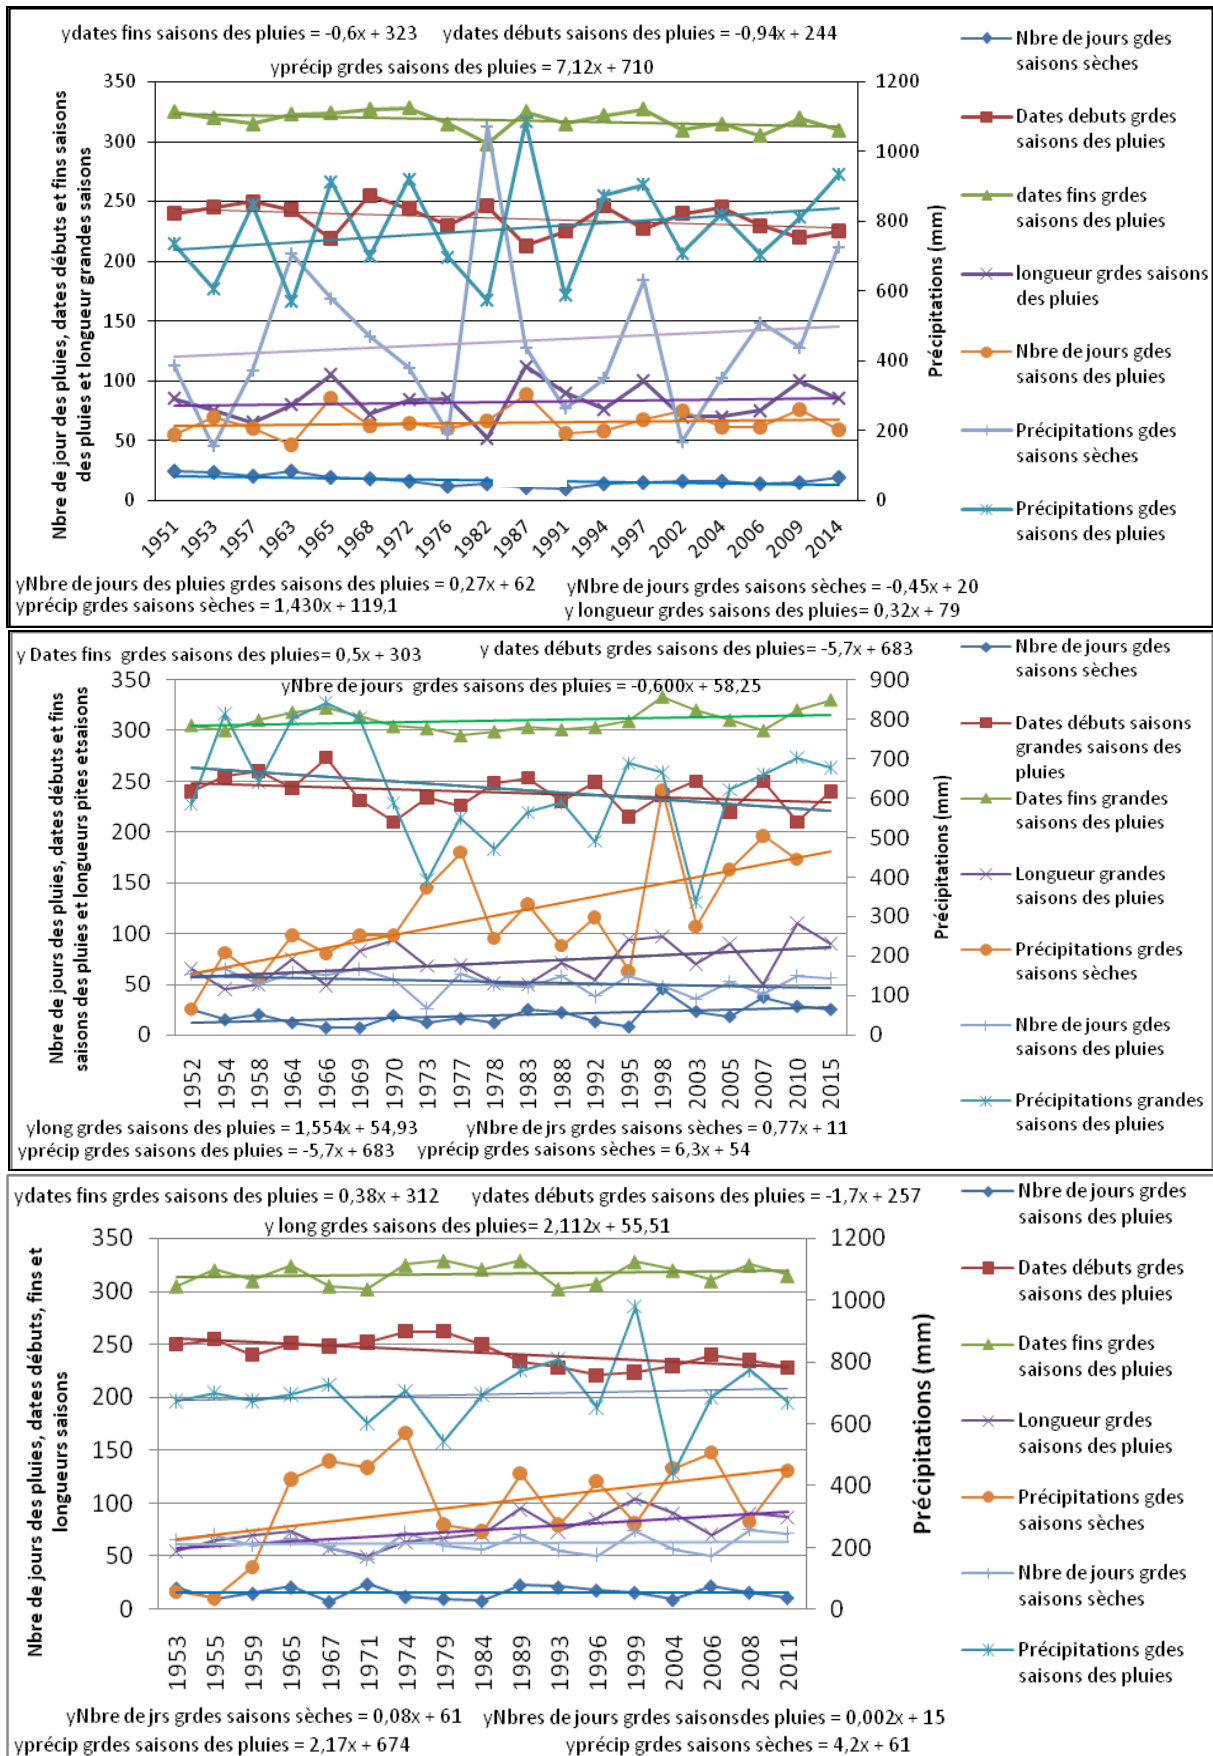 ydates fins saisons des pluies = -0,6x + 323 ydates débuts saisons des pluies = -0,94x + 244
yprécip grdes saisons des pluies = 7,12x + 710
Nbre de jour des pluies, dates débuts et fins saisons
des pluies et longueur grandes saisons
350
300
250
200
150
100
50
0
1200
1000
800
600
400
200
0
Précipitations (mm)
1951 1953 1957 1963 1965 1968 1972 1976 1982 1987 1991 1994 1997 2002 2004 2006 2009 2014
Nbre de jours gdes
saisons sèches
Dates debuts grdes
saisons des pluies
dates fins grdes
saisons des pluies
longueur grdes saisons
des pluies
Nbre de jours gdes
saisons des pluies
Précipitations gdes
saisons sèches
Précipitations gdes
saisons des pluies
yNbre de jours des pluies grdes saisons des pluies = 0,27x + 62 yNbre de jours grdes saisons sèches = -0,45x + 20
yprécip grdes saisons sèches = 1,430x + 119,1 y longueur grdes saisons des pluies= 0,32x + 79
y Dates fins grdes saisons des pluies= 0,5x + 303 y dates débuts grdes saisons des pluies= -5,7x + 683
yNbre de jours grdes saisons des pluies = -0,600x + 58,25
Nbre de jours des pluies, dates débuts et fins
saisons des pluies et longueurs pites etsaisons
350
300
250
200
150
100
50
0
900
800
700
600
500
400
300
200
100
0
Précipitations (mm)
1952 1954 1958 1964 1966 1969 1970 1973 1977 1978 1983 1988 1992 1995 1998 2003 2005 2007 2010 2015
Nbre de jours gdes
saisons sèches
Dates débuts saisons
grandes saisons des
pluies
Dates fins grandes
saisons des pluies
Longueur grandes
saisons des pluies
Précipitations grdes
saisons sèches
Nbre de jours gdes
saisons des pluies
Précipitations grandes
saisons des pluies
ylong grdes saisons des pluies = 1,554x + 54,93 yNbre de jrs grdes saisons sèches = 0,77x + 11
yprécip grdes saisons des pluies = -5,7x + 683 yprécip grdes saisons sèches = 6,3x + 54
ydates fins grdes saisons des pluies = 0,38x + 312 ydates débuts grdes saisons des pluies = -1,7x + 257
y long grdes saisons des pluies= 2,112x + 55,51
Nbre de jours des pluies, dates débuts, fins et
longueurs saisons
350
300
250
200
150
100
50
0
1200
1000
800
600
400
200
0
Précipitations (mm)
1953 1955 1959 1965 1967 1971 1974 1979 1984 1989 1993 1996 1999 2004 2006 2008 2011
Nbre de jours grdes
saisons des pluies
Dates débuts grdes
saisons des pluies
Dates fins grdes
saisons des pluies
Longueur grdes
saisons des pluies
Précipitations gdes
saisons sèches
Nbre de jours grdes
saisons sèches
Précipitations gdes
saisons des pluies
yNbre de jrs grdes saisons sèches = 0,08x + 61 yNbres de jours grdes saisonsdes pluies = 0,002x + 15
yprécip grdes saisons des pluies = 2,17x + 674 yprécip grdes saisons sèches = 4,2x + 61